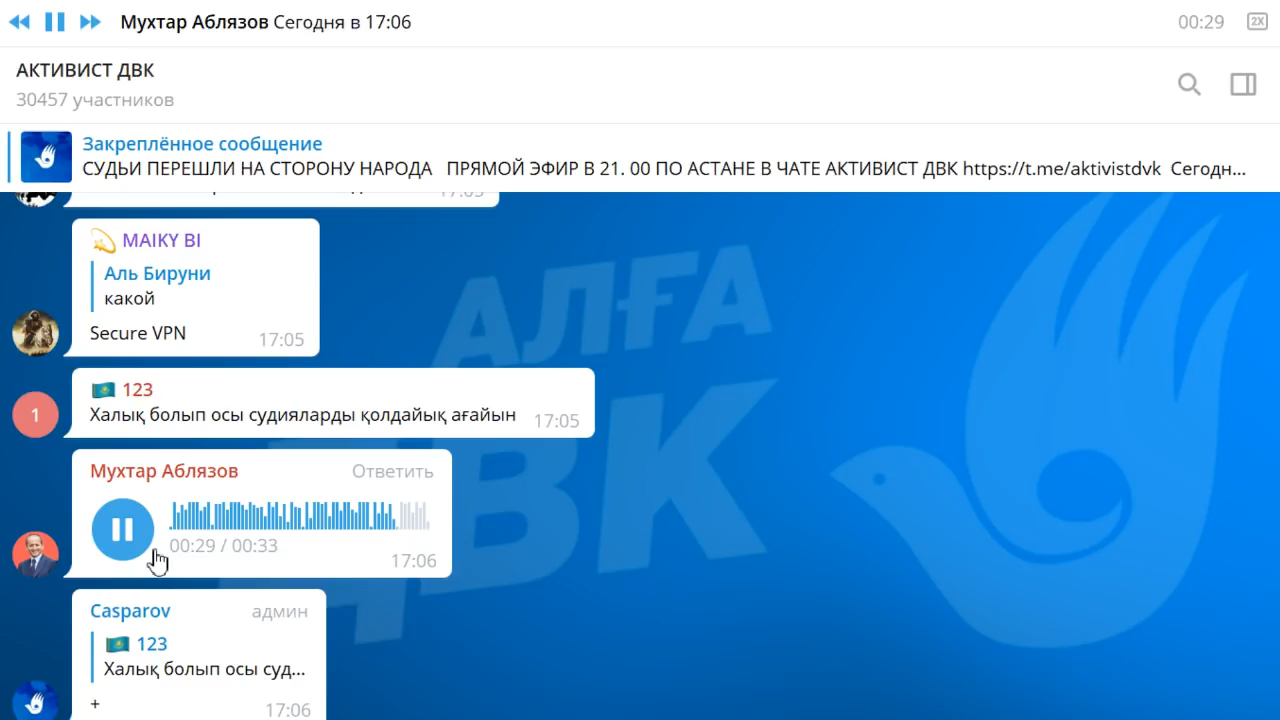 Мухтар Аблязов Сегодня в 17:06
00:29
2X
АКТИВИСТ ДВК
30457 участников
Закреплённое сообщение
СУДЬИ ПЕРЕШЛИ НА СТОРОНУ НАРОДА ПРЯМОЙ ЭФИР В 21. 00 ПО АСТАНЕ В ЧАТЕ АКТИВИСТ ДВК https://t.me/aktivistdvk Сегодн...
17:05
MAIKY BI
Аль Бируни
какой
Secure VPN
17:05
123
1
Халық болып осы судияларды қолдайық ағайын
17:05
Мухтар Аблязов
Ответить
00:29 / 00:33
17:06
Casparov
админ
123
Халық болып осы суд...
+
17:06
АЛҒА
ДВК